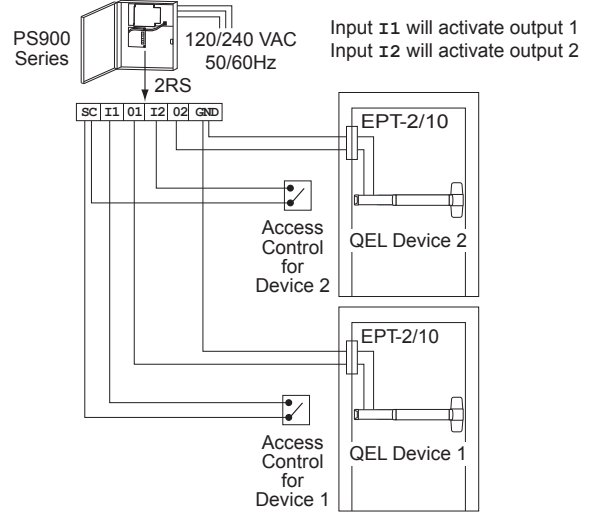 PS900
Series
120/240 VAC
50/60Hz
Input I1 will activate output 1
Input I2 will activate output 2
2RS
SC I1 01 I2 02 GND
EPT-2/10
QEL Device 2
Access
Control
for
Device 2
EPT-2/10
QEL Device 1
Access
Control
for
Device 1